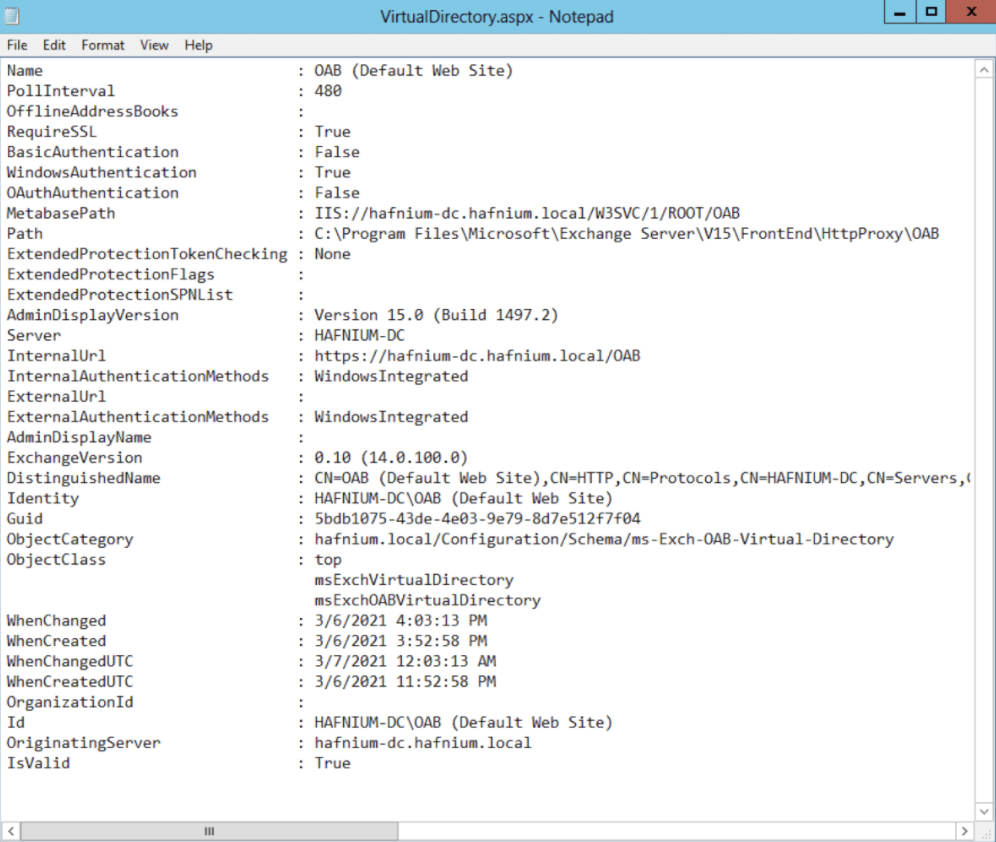 VirtualDirectory.aspx - Notepad
File Edit Format View Help
Name : OAB (Default Web Site)
PollInterval : 480
OfflineAddressBooks :
RequireSSL : True
BasicAuthentication : False
WindowsAuthentication : True
OAuthAuthentication : False
MetabasePath : IIS://hafnium-dc.hafnium.local/W3SVC/1/ROOT/OAB
Path : C:\Program Files\Microsoft\Exchange Server\V15\FrontEnd\HttpProxy\OAB
ExtendedProtectionTokenChecking : None
ExtendedProtectionFlags :
ExtendedProtectionSPNList :
AdminDisplayVersion : Version 15.0 (Build 1497.2)
Server : HAFNIUM-DC
InternalUrl : https://hafnium-dc.hafnium.local/OAB
InternalAuthenticationMethods : WindowsIntegrated
ExternalUrl :
ExternalAuthenticationMethods : WindowsIntegrated
AdminDisplayName :
ExchangeVersion : 0.10 (14.0.100.0)
DistinguishedName : CN=OAB (Default Web Site),CN=HTTP,CN=Protocols,CN=HAFNIUM-DC,CN=Servers,
Identity : HAFNIUM-DC\OAB (Default Web Site)
Guid : 5bdb1075-43de-4e03-9e79-8d7e512f7f04
ObjectCategory : hafnium.local/Configuration/Schema/ms-Exch-OAB-Virtual-Directory
ObjectClass : top
msExchVirtualDirectory
msExchOABVirtualDirectory
WhenChanged : 3/6/2021 4:03:13 PM
WhenCreated : 3/6/2021 3:52:58 PM
WhenChangedUTC : 3/7/2021 12:03:13 AM
WhenCreatedUTC : 3/6/2021 11:52:58 PM
OrganizationId :
Id : HAFNIUM-DC\OAB (Default Web Site)
OriginatingServer : hafnium-dc.hafnium.local
IsValid : True